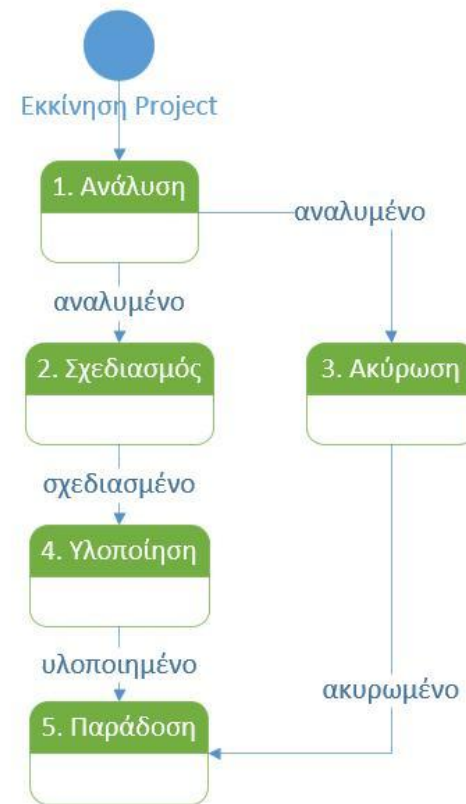 Εκκίνηση Project
1. Ανάλυση
αναλυμένο
αναλυμένο
2. Σχεδιασμός
3. Ακύρωση
σχεδιασμένο
4. Υλοποίηση
υλοποιημένο
ακυρωμένο
5. Παράδοση